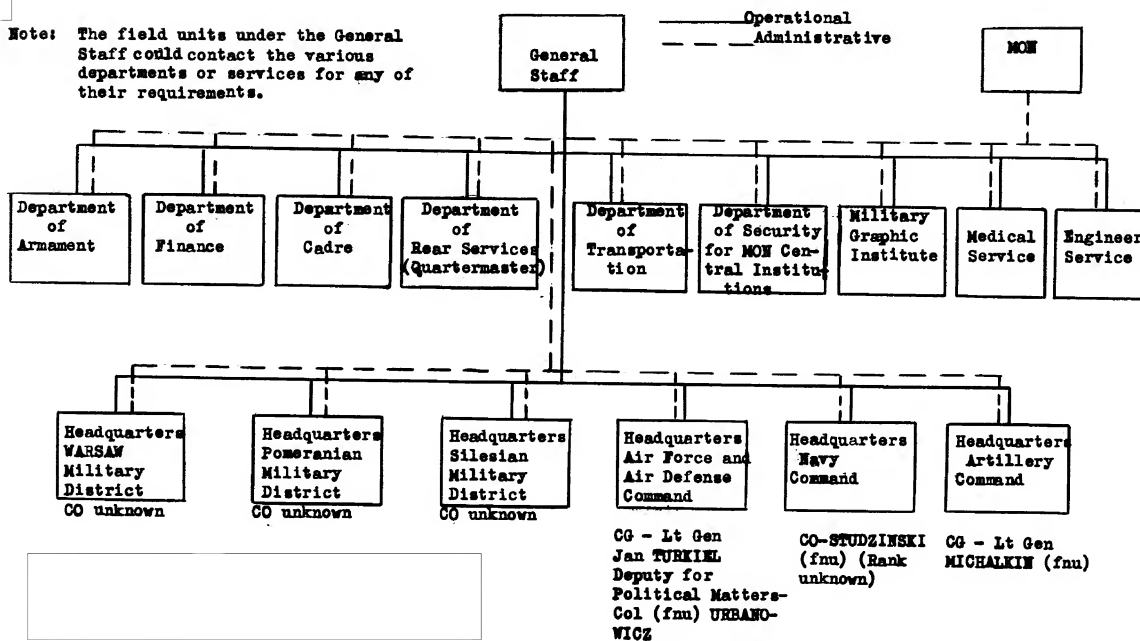 Note: The field units under the General
Staff could contact the various
departments or services for any of
their requirements.
General
Staff
Operational
Administrative
MON
Department
of
Armament
Department
of
Finance
Department
of
Cadre
Department
of
Rear Services
(Quartermaster)
Department
of
Transporta-
tion
Department
of Security
for MON Cen-
tral Institu-
tions
Military
Graphic
Institute
Medical
Service
Engineer
Service
Headquarters
WARSAW
Military
District
CO unknown
Headquarters
Pomeranian
Military
District
CO unknown
Headquarters
Silesian
Military
District
CO unknown
Headquarters
Air Force and
Air Defense
Command
CG - Lt Gen
Jan TURKIEL
Deputy for
Political Matters-
Col (fnu) URBANO-
WICZ
Headquarters
Navy
Command
CO-STUDZINSKI
(fnu) (Rank
unknown)
Headquarters
Artillery
Command
CG - Lt Gen
MICHALKIN (fnu)